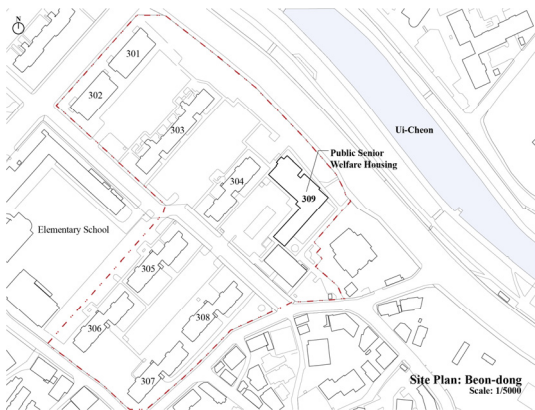 N
301
302
303
Ui-Cheon
Public Senior
Welfare Housing
304
309
Elementary School
305
306
308
307
Site Plan: Beon-dong
Scale: 1/5000